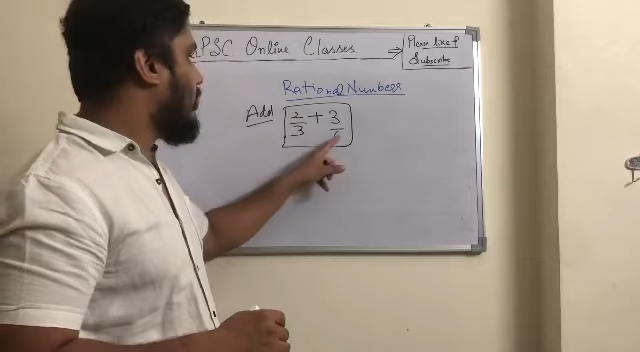 PSC Online Classes ⇒ Please like &
Subscribe
Rational Numbers
Add 2/3 + 3/